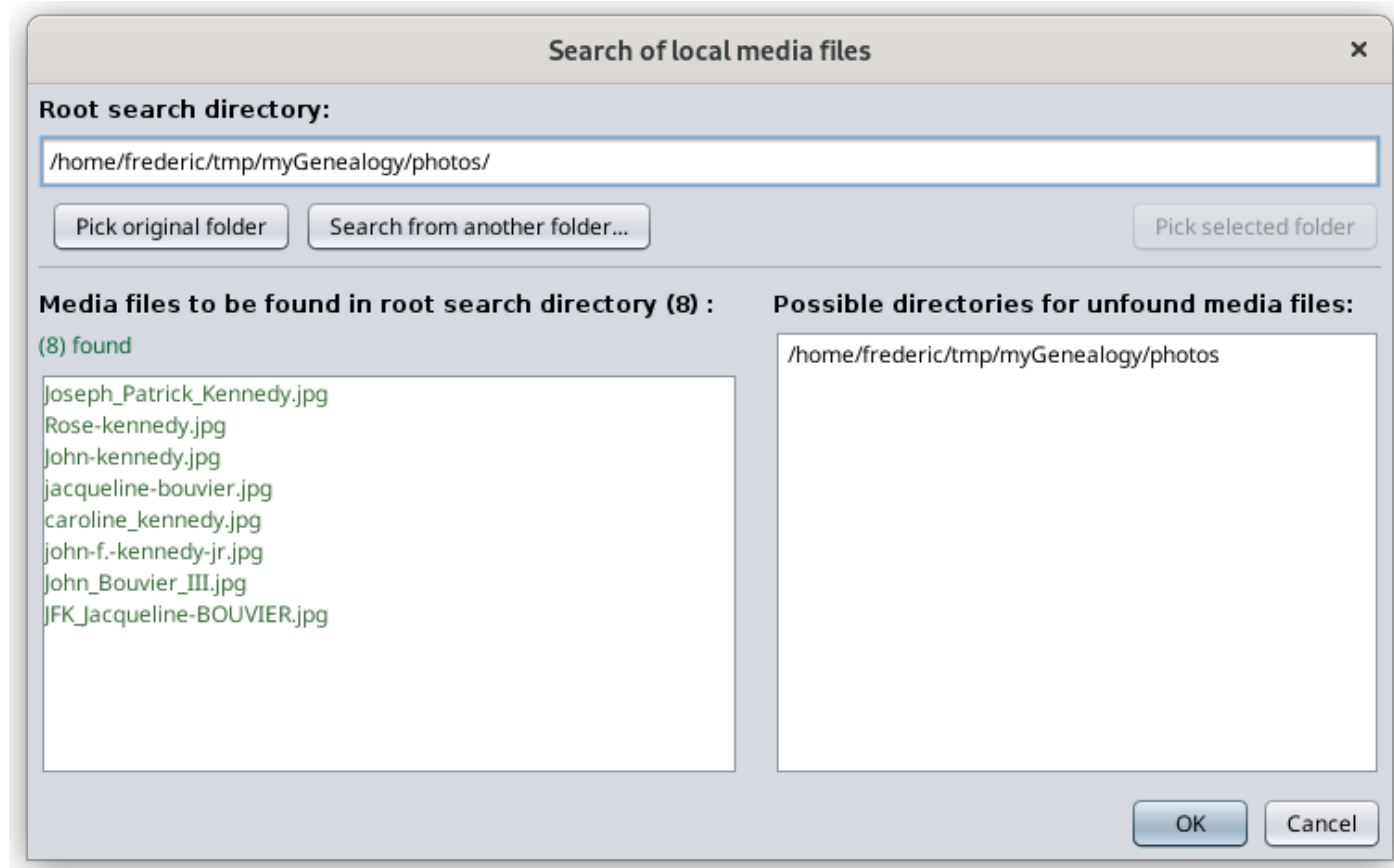 Search of local media files
×
Root search directory:
/home/frederic/tmp/myGenealogy/photos/
Pick original folder
Search from another folder...
Pick selected folder
Media files to be found in root search directory (8) :
(8) found
Joseph_Patrick_Kennedy.jpg
Rose-kennedy.jpg
John-kennedy.jpg
jacqueline-bouvier.jpg
caroline_kennedy.jpg
john-f.-kennedy-jr.jpg
John_Bouvier_III.jpg
JFK_Jacqueline-BOUVIER.jpg
Possible directories for unfound media files:
/home/frederic/tmp/myGenealogy/photos
OK
Cancel